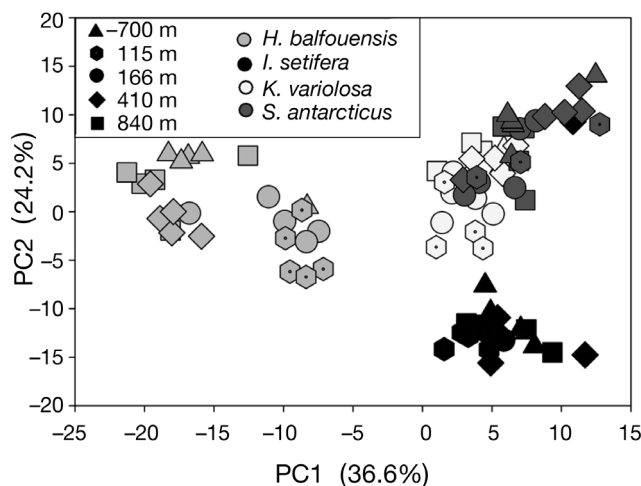 20
15
10
5
0
−5
−10
−15
−20
PC2 (24.2%)
−700 m
115 m
166 m
410 m
840 m
H. balfouensis
I. setifera
K. variolosa
S. antarcticus
−25
−20
−15
−10
−5
0
5
10
15
PC1 (36.6%)